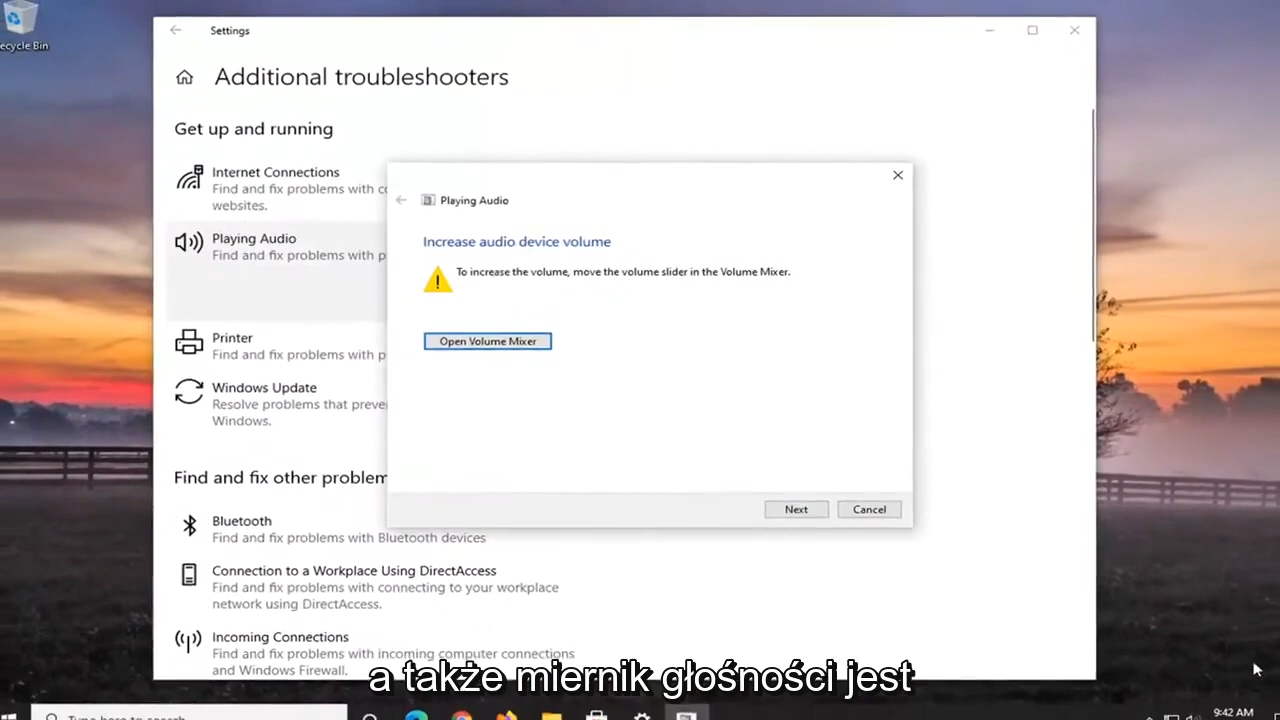 ecycle Bin
Settings
Additional troubleshooters
Get up and running
Internet Connections
Find and fix problems with
websites.
Playing Audio
Find and fix problems with
Printer
Find and fix problems with
Windows Update
Resolve problems that
Windows.
Find and fix other
Bluetooth
Find and fix problems with Bluetooth devices
Connection to a Workplace Using DirectAccess
Find and fix problems with connecting to your workplace
network using DirectAccess.
Incoming Connections
Find and fix problems with incoming computer connections
and Windows Firewall.
Playing Audio
Increase audio device volume
To increase the volume, move the volume slider in the Volume Mixer.
Open Volume Mixer
Next
Cancel
a także miernik głośności jest
Type here to search
9:42 AM